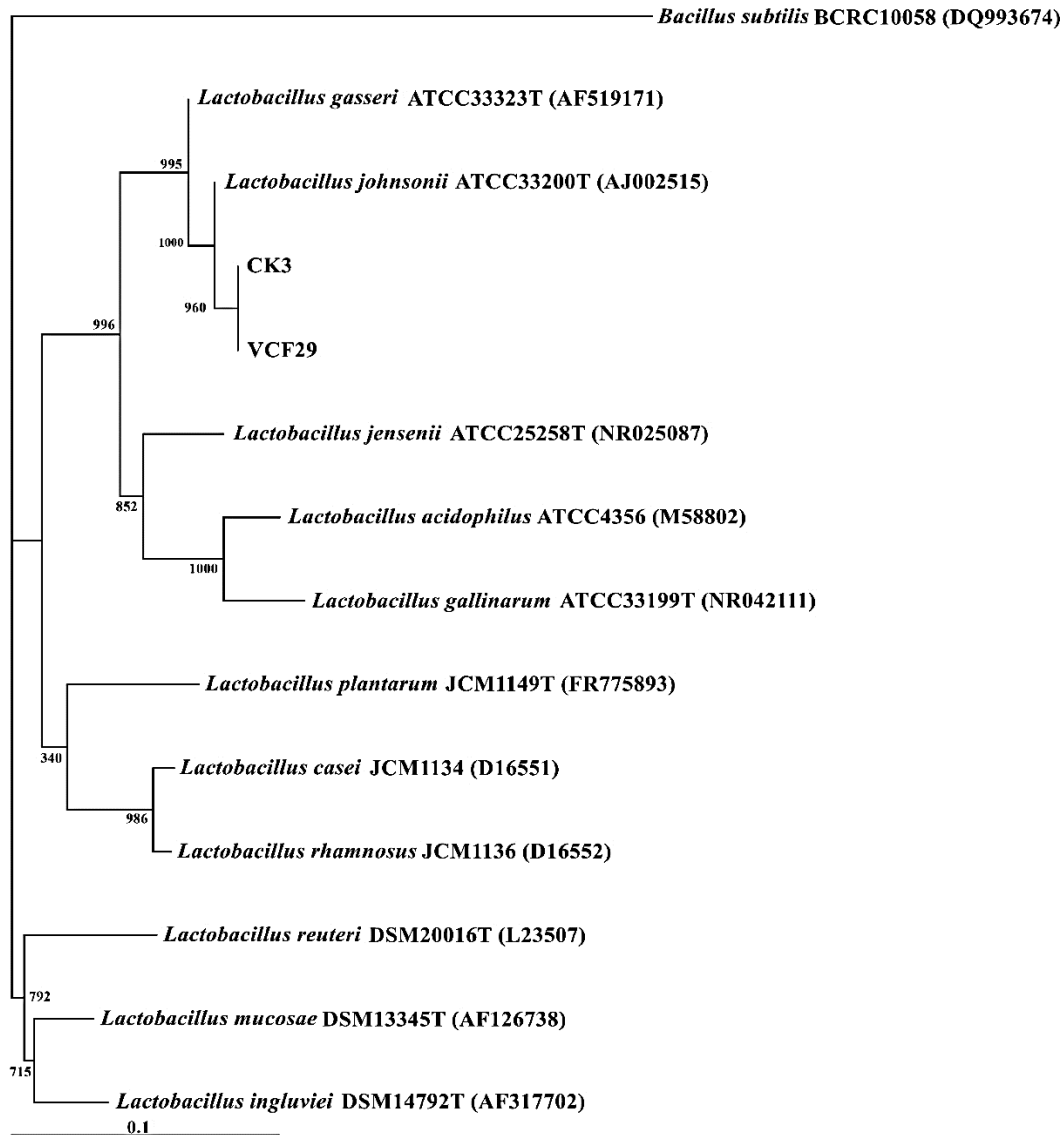 Bacillus subtilis BCRC10058 (DQ993674)
Lactobacillus gasseri ATCC33323T (AF519171)
995
Lactobacillus johnsonii ATCC33200T (AJ002515)
1000
CK3
960
996
VCF29
Lactobacillus jensenii ATCC25258T (NR025087)
852
Lactobacillus acidophilus ATCC4356 (M58802)
1000
Lactobacillus gallinarum ATCC33199T (NR042111)
Lactobacillus plantarum JCM1149T (FR775893)
340
Lactobacillus casei JCM1134 (D16551)
986
Lactobacillus rhamnosus JCM1136 (D16552)
Lactobacillus reuteri DSM20016T (L23507)
792
Lactobacillus mucosae DSM13345T (AF126738)
715
Lactobacillus ingluviei DSM14792T (AF317702)
0.1